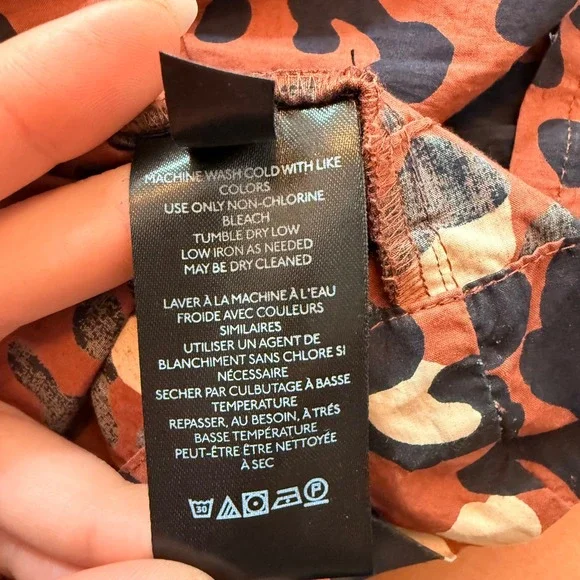 MACHINE WASH COLD WITH LIKE
COLORS
USE ONLY NON-CHLORINE
BLEACH
TUMBLE DRY LOW
LOW IRON AS NEEDED
MAY BE DRY CLEANED
LAVER À LA MACHINE À L'EAU
FROIDE AVEC COULEURS
SIMILAIRES
UTILISER UN AGENT DE
BLANCHIMENT SANS CHLORE SI
NÉCESSAIRE
SECHER PAR CULBUTAGE À BASSE
TEMPERATURE
REPASSER, AU BESOIN, À TRÉS
BASSE TEMPÉRATURE
PEUT-ÊTRE ÊTRE NETTOYÉE
À SEC
30 P